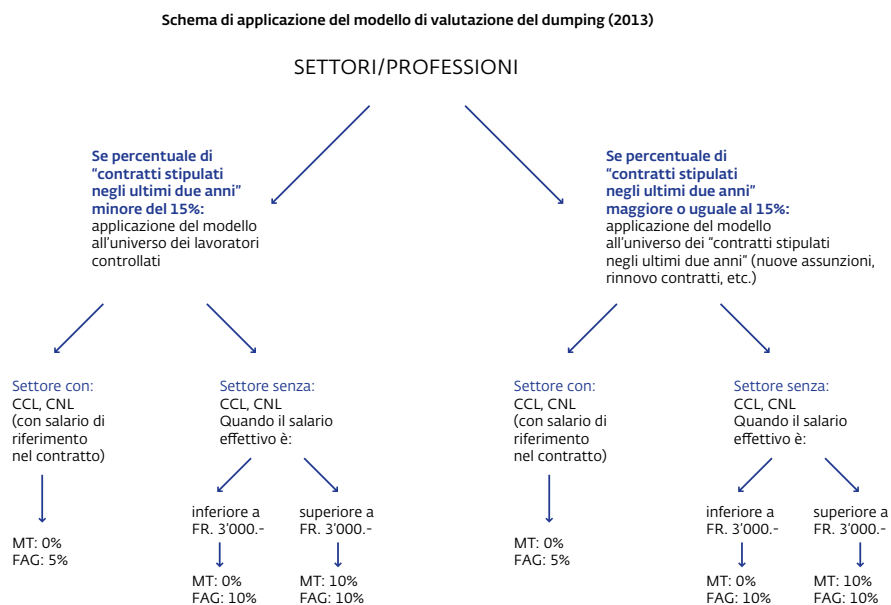 Schema di applicazione del modello di valutazione del dumping (2013)
SETTORI/PROFESSIONI
Se percentuale di
“contratti stipulati
negli ultimi due anni”
minore del 15%:
applicazione del modello
all'universo dei lavoratori
controllati
Se percentuale di
“contratti stipulati
negli ultimi due anni”
maggiore o uguale al 15%:
applicazione del modello
all'universo dei “contratti stipulati
negli ultimi due anni” (nuove assunzioni,
rinnovo contratti, etc.)
Settore con:
CCL, CNL
(con salario di
riferimento
nel contratto)
MT: 0%
FAG: 5%
Settore senza:
CCL, CNL
Quando il salario
effettivo è:
inferiore a
FR. 3'000.-
MT: 0%
FAG: 10%
superiore a
FR. 3'000.-
MT: 10%
FAG: 10%
Settore con:
CCL, CNL
(con salario di
riferimento
nel contratto)
MT: 0%
FAG: 5%
Settore senza:
CCL, CNL
Quando il salario
effettivo è:
inferiore a
FR. 3'000.-
MT: 0%
FAG: 10%
superiore a
FR. 3'000.-
MT: 10%
FAG: 10%